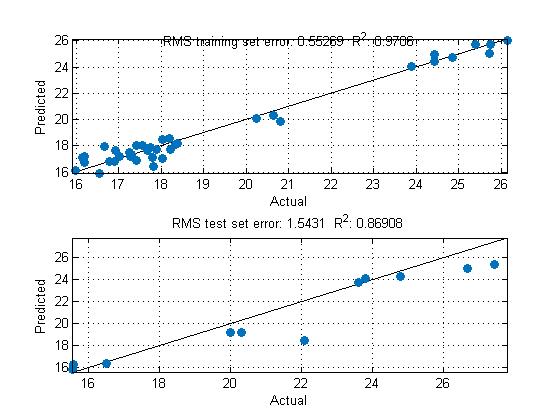 RMS training set error: 0.55269 R2: 0.9706
26
24
22
20
18
16
Predicted
16 17 18 19 20 21 22 23 24 25 26
Actual
RMS test set error: 1.5431 R2: 0.86908
26
24
22
20
18
16
Predicted
16 20 22 24 26
Actual